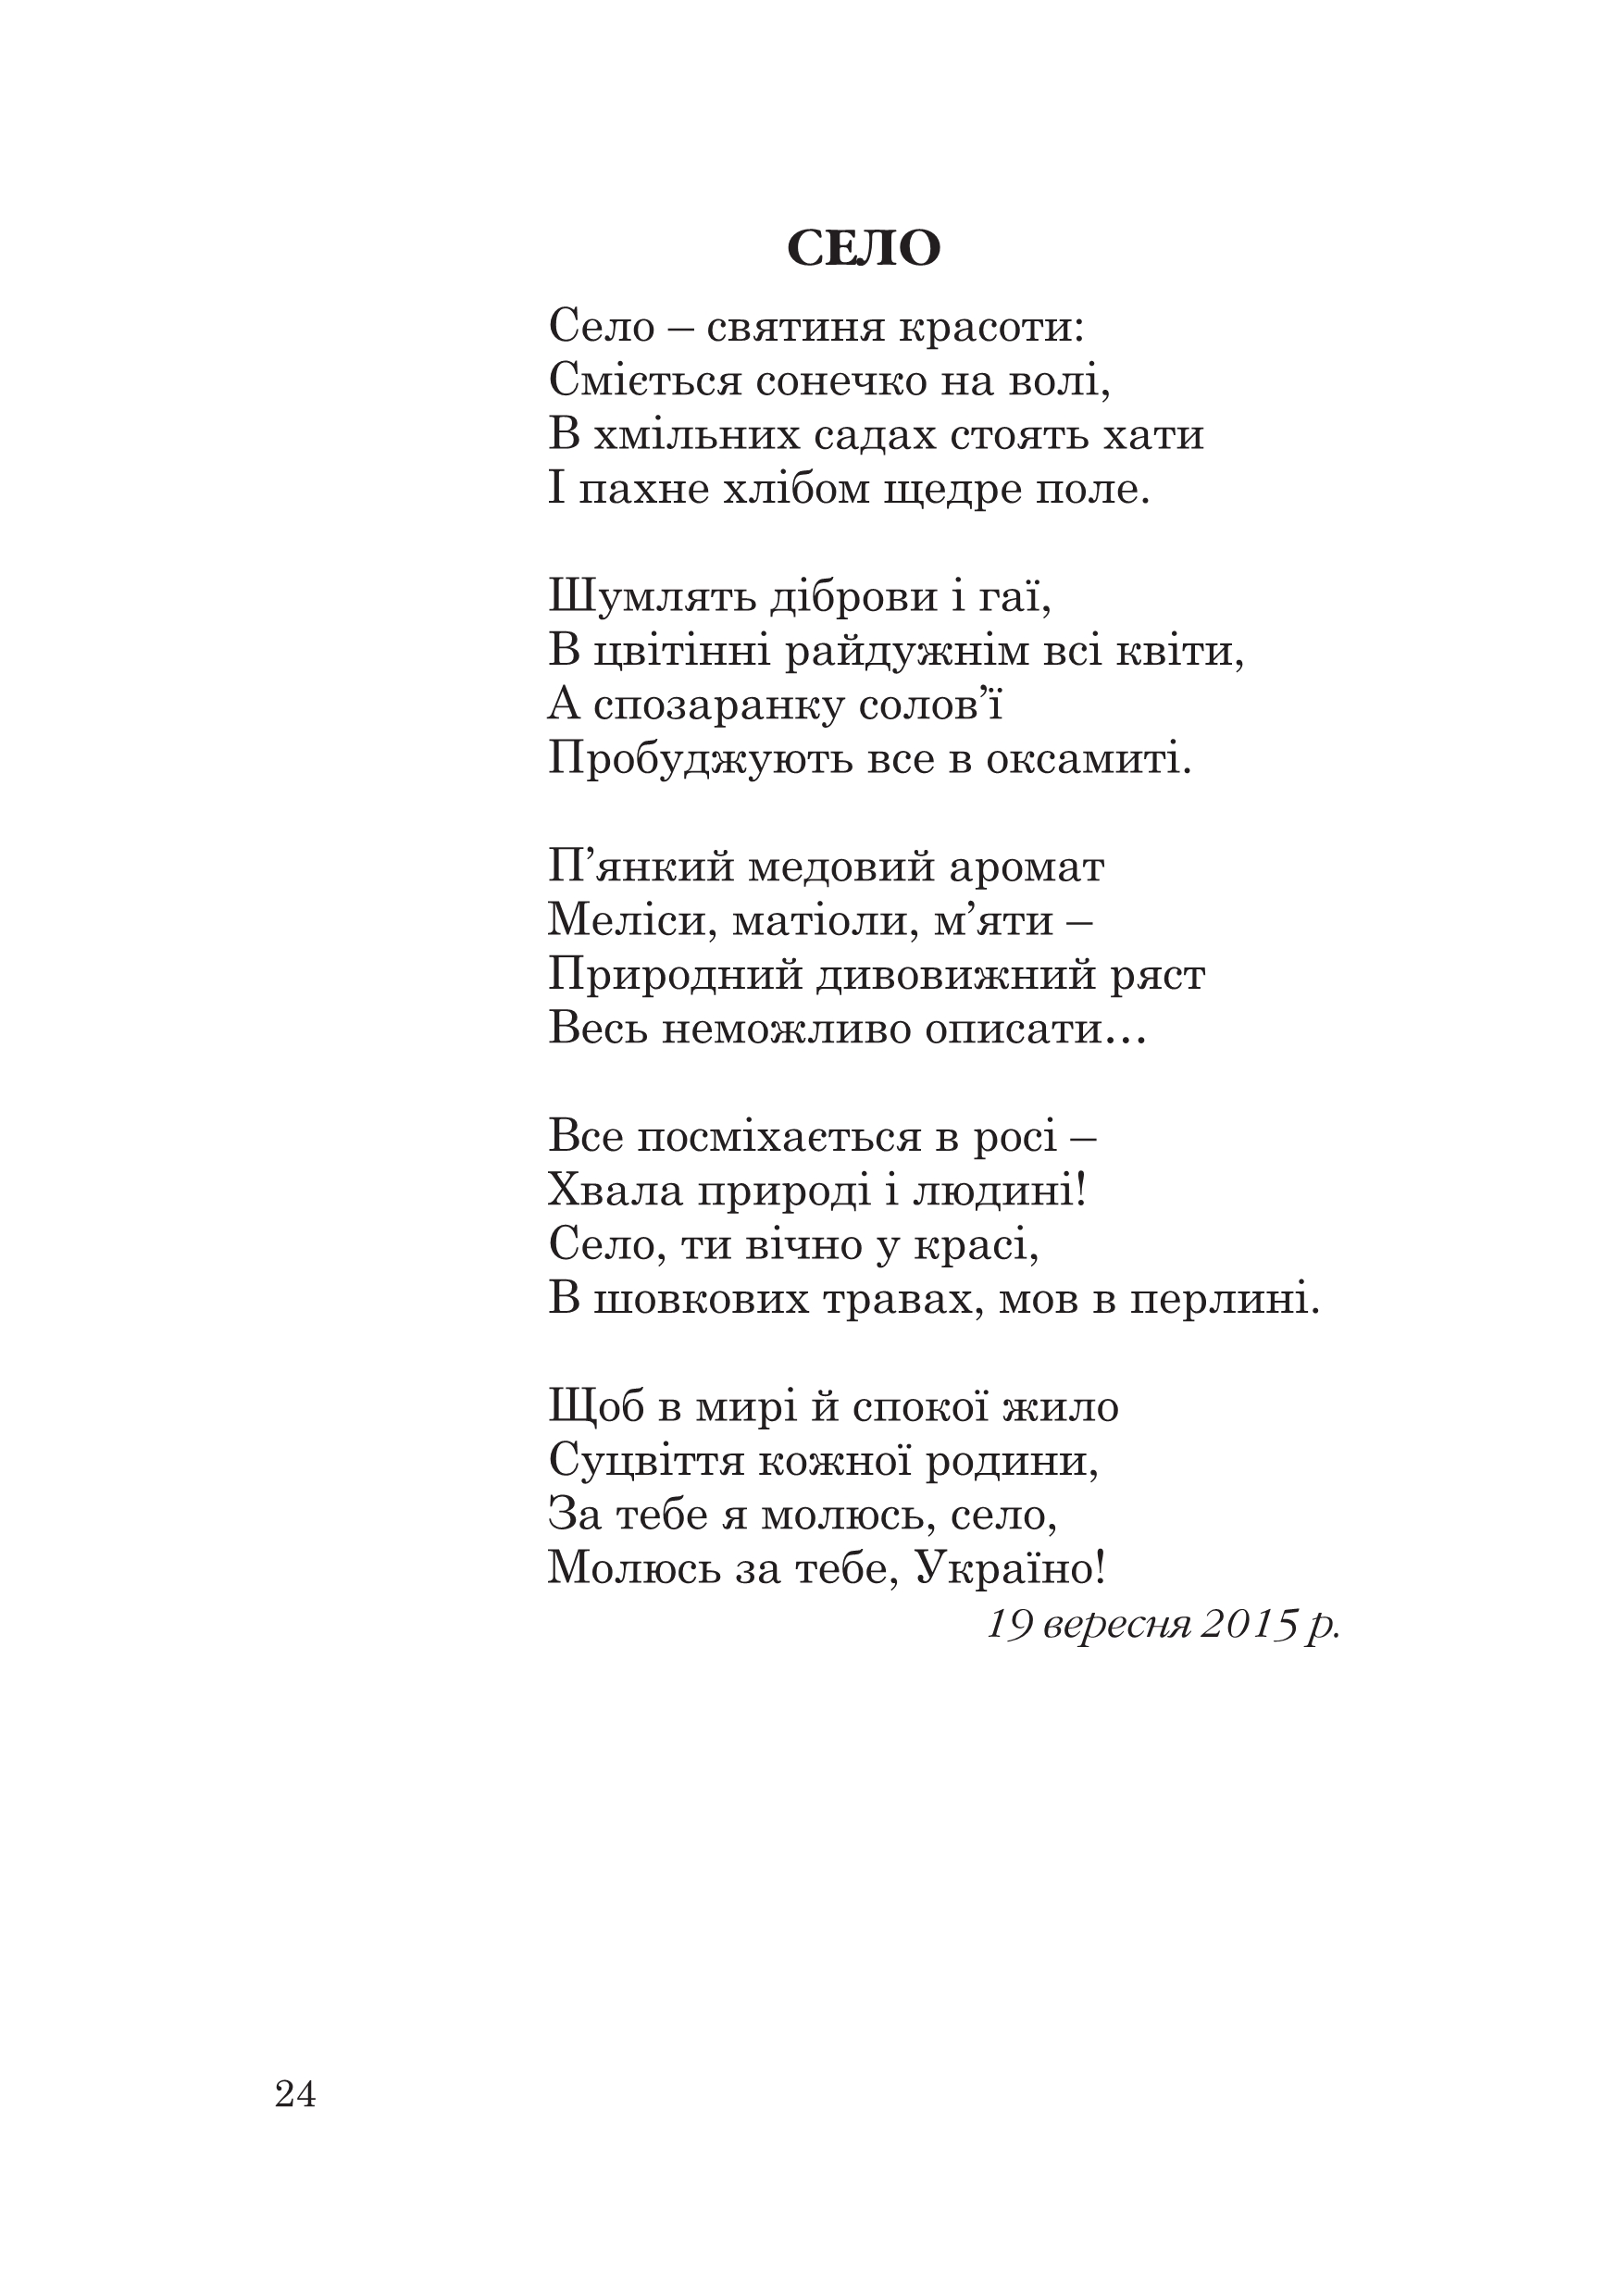 СЕЛО
Село – святиня красоти:
Сміється сонечко на волі,
В хмільних садах стоять хати
І пахне хлібом щедре поле.
Шумлять діброви і гаї,
В цвітінні райдужнім всі квіти,
А спозаранку солов’ї
Пробуджують все в оксамиті.
П’янкий медовий аромат
Меліси, матіоли, м’яти –
Природний дивовижний ряст
Весь неможливо описати...
Все посміхається в росі –
Хвала природі і людині!
Село, ти вічно у красі,
В шовкових травах, мов в перлині.
Щоб в мирі й спокої жило
Суцвіття кожної родини,
За тебе я молюсь, село,
Молюсь за тебе, Україно!
19 вересня 2015 р.
24